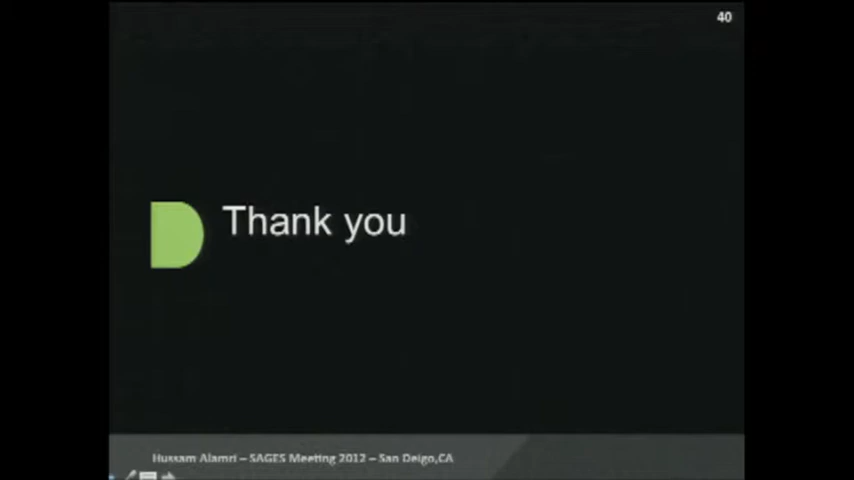 40
Thank you
Hussam Alamri – SAGES Meeting 2012 – San Deigo,CA